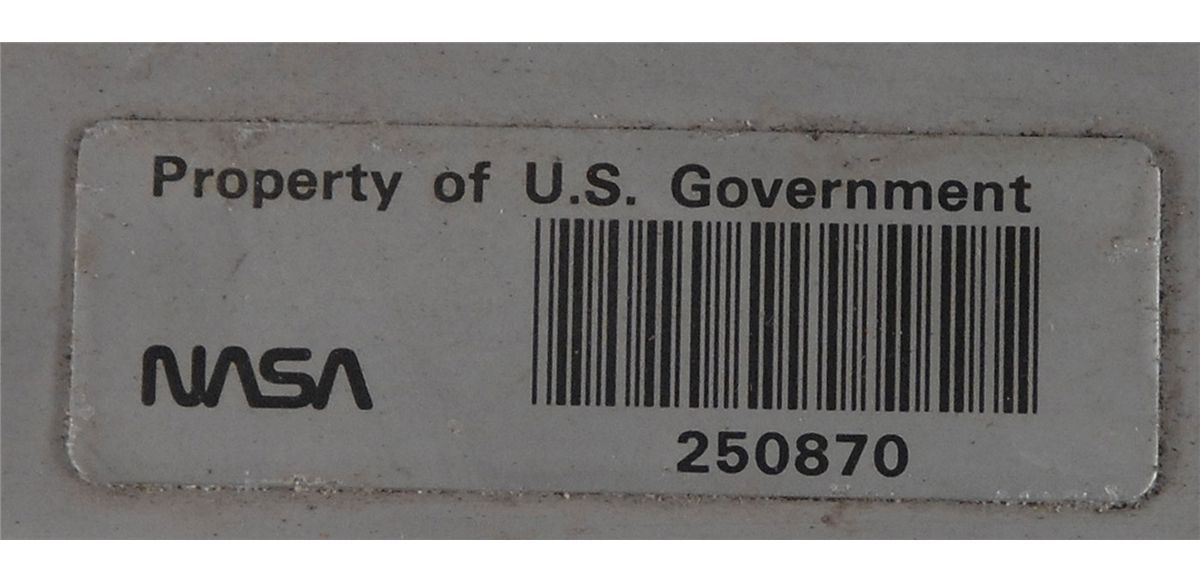 Property of U.S. Government
NASA
250870